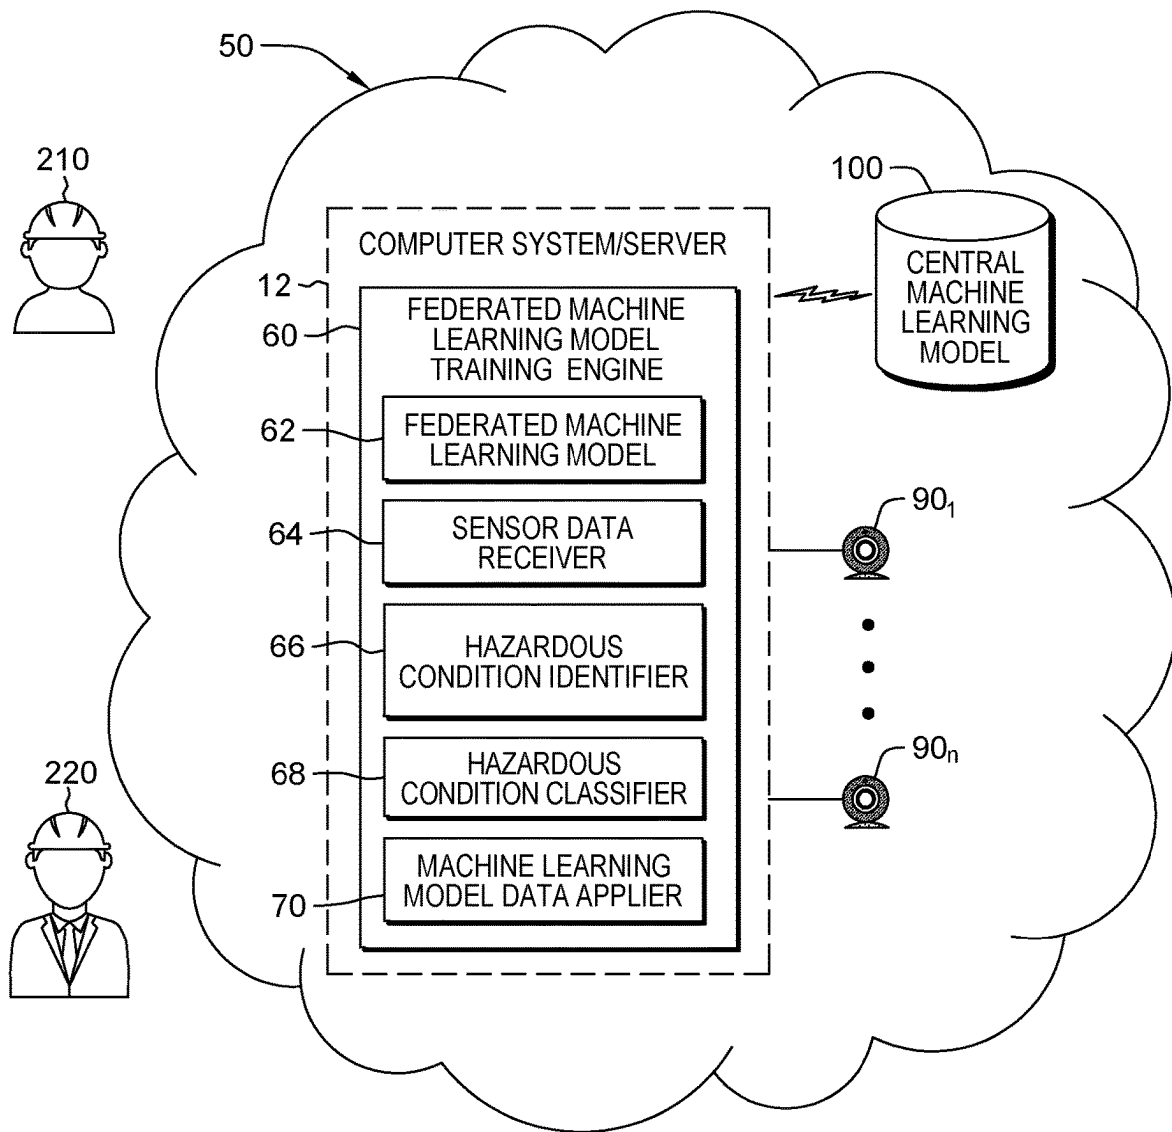 50
210
100
COMPUTER SYSTEM/SERVER
12
CENTRAL
MACHINE
LEARNING
MODEL
60
FEDERATED MACHINE
LEARNING MODEL
TRAINING ENGINE
62
FEDERATED MACHINE
LEARNING MODEL
64
SENSOR DATA
RECEIVER
90₁
66
HAZARDOUS
CONDITION IDENTIFIER
68
HAZARDOUS
CONDITION CLASSIFIER
90ₙ
220
70
MACHINE LEARNING
MODEL DATA APPLIER